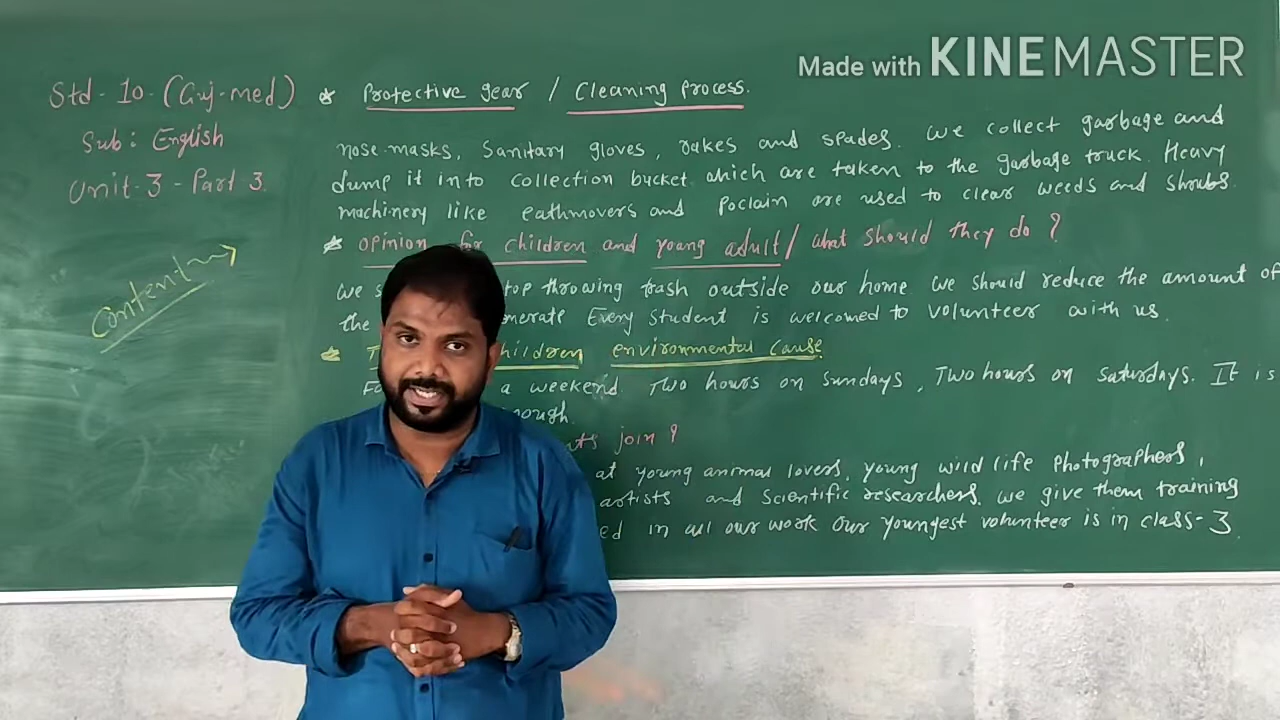 Made with KINEMASTER
Std - 10 - (Guj-med)
Sub : English
Unit-3 - Part 3
Content
Protective gear / Cleaning process.
nose-masks, Sanitary gloves, rakes and spades. We collect garbage and
dump it into collection bucket which are taken to the garbage truck. Heavy
machinery like eathmovers and Poclain are used to clear weeds and shrubs.
opinion for children and young adult / what should they do ?
we s top throwing trash outside our home we should reduce the amount of
the nerate Every Student is welcomed to volunteer with us.
T hildren environmental cause.
a weekend. Two hours on Sundays, Two hours on Saturdays. It is
nough.
nts join ?
at young animal lovers, young wild life photographers,
artists and Scientific researchers. we give them training
ed in all our work our youngest volunteer is in class-3.